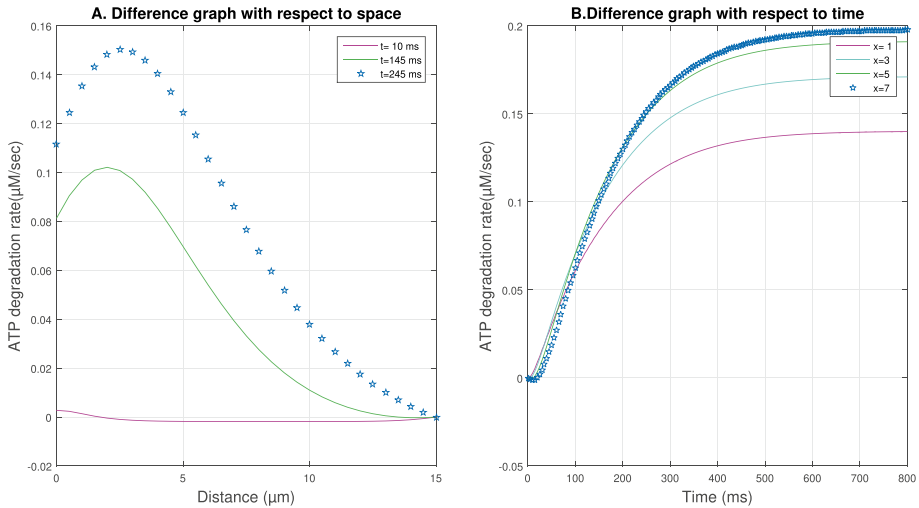 A. Difference graph with respect to space
0.16
0.14
0.12
0.1
0.08
0.06
0.04
0.02
0
-0.02
ATP degradation rate(µM/sec)
t= 10 ms
t=145 ms
t=245 ms
0
5
10
15
Distance (µm)
B.Difference graph with respect to time
0.2
0.15
0.1
0.05
0
-0.05
ATP degradation rate(µM/sec)
x= 1
x=3
x=5
x=7
0
100
200
300
400
500
600
700
800
Time (ms)